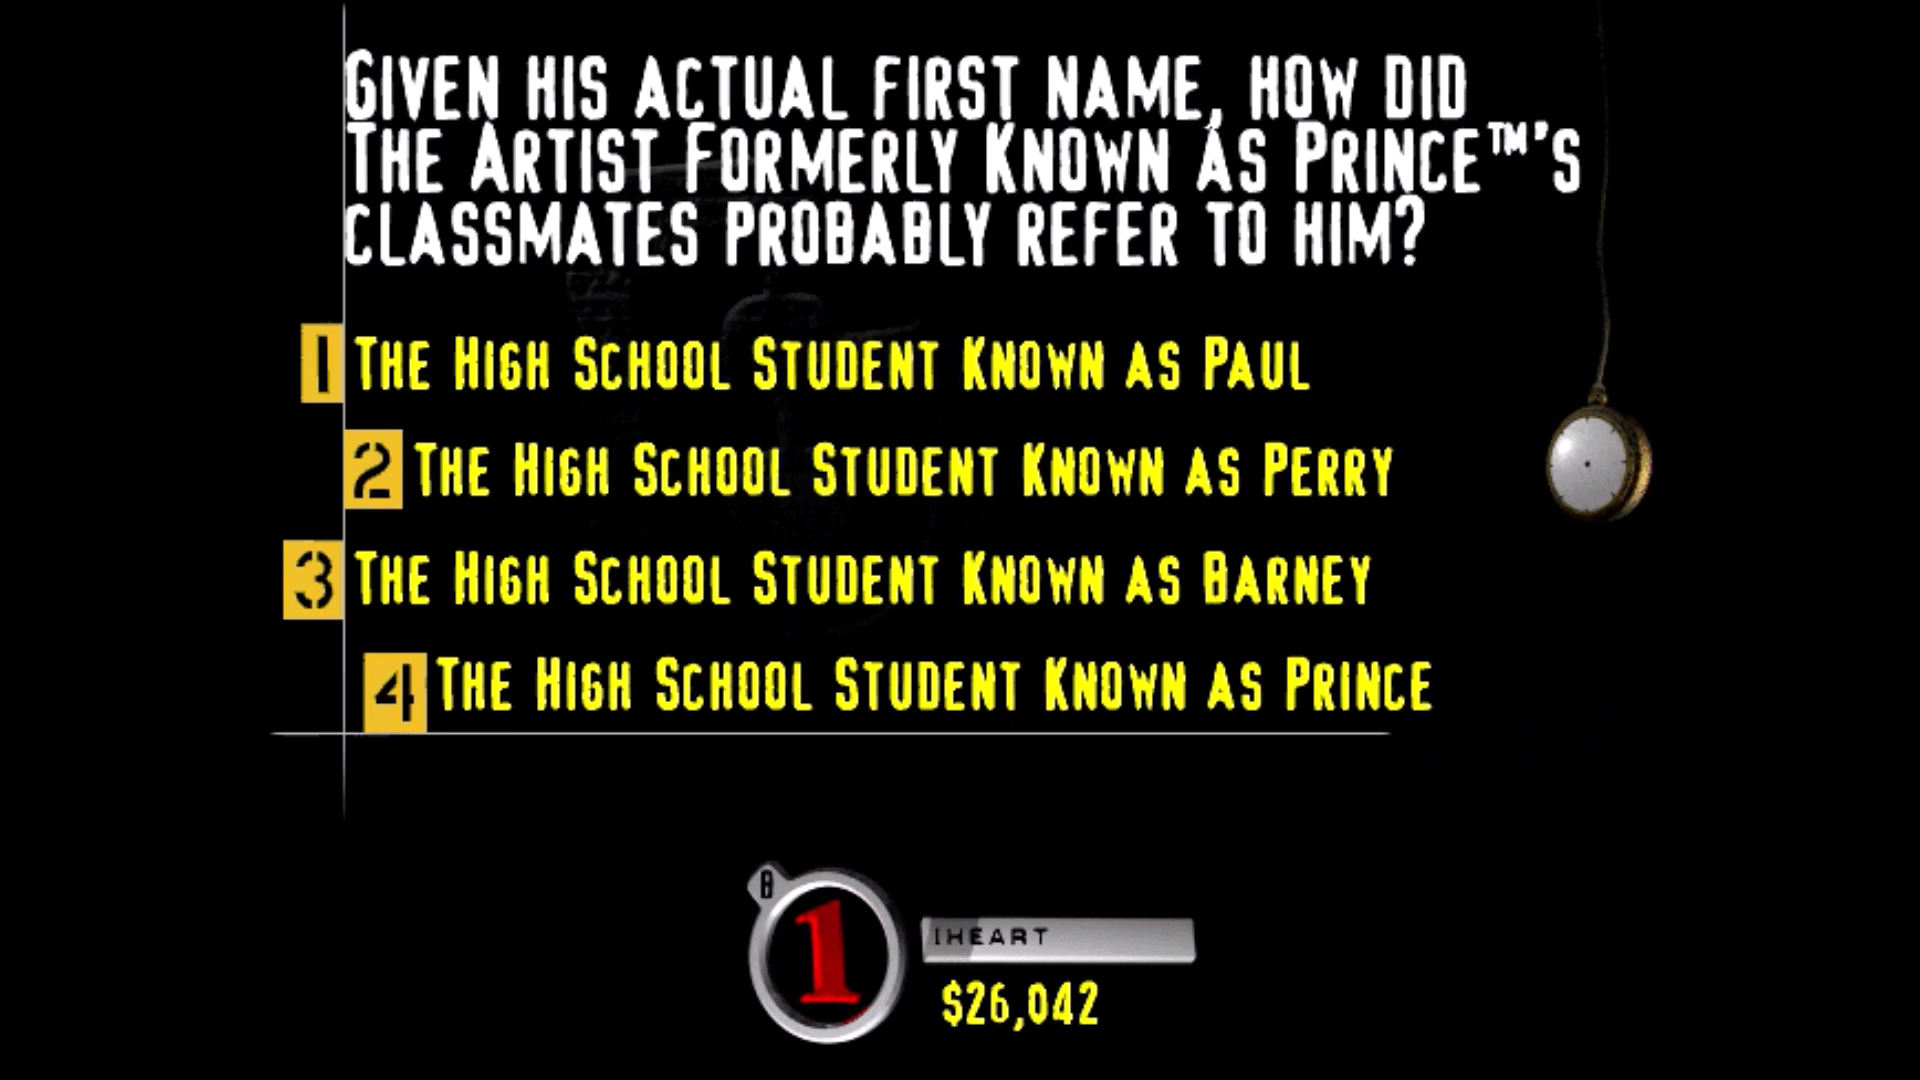 GIVEN HIS ACTUAL FIRST NAME, HOW DID
THE ARTIST FORMERLY KNOWN AS PRINCE™'S
CLASSMATES PROBABLY REFER TO HIM?
1 THE HIGH SCHOOL STUDENT KNOWN AS PAUL
2 THE HIGH SCHOOL STUDENT KNOWN AS PERRY
3 THE HIGH SCHOOL STUDENT KNOWN AS BARNEY
4 THE HIGH SCHOOL STUDENT KNOWN AS PRINCE
B
1
IHEART
$26,042